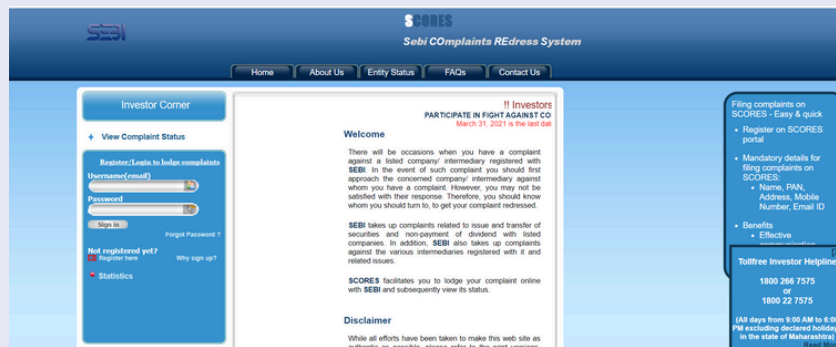 SEBI
SCORES
Sebi COmplaints REdress System
Home
About Us
Entity Status
FAQs
Contact Us
Investor Corner
View Complaint Status
Register/Login to lodge complaints
Username(email)
Password
Sign in
Forgot Password ?
Not registered yet?
Register here
Why sign up?
Statistics
!! Investors
PARTICIPATE IN FIGHT AGAINST CO
March 31, 2021 is the last dat
Welcome
There will be occasions when you have a complaint
against a listed company/ intermediary registered with
SEBI. In the event of such complaint you should first
approach the concerned company/ intermediary against
whom you have a complaint. However, you may not be
satisfied with their response. Therefore, you should know
whom you should turn to, to get your complaint redressed.
SEBI takes up complaints related to issue and transfer of
securities and non-payment of dividend with listed
companies. In addition, SEBI also takes up complaints
against the various intermediaries registered with it and
related issues.
SCORES facilitates you to lodge your complaint online
with SEBI and subsequently view its status.
Disclaimer
While all efforts have been taken to make this web site as
Filing complaints on
SCORES - Easy & quick
Register on SCORES
portal
Mandatory details for
filing complaints on
SCORES:
Name, PAN,
Address, Mobile
Number, Email ID
Benefits
Effective
Tollfree Investor Helpline
1800 266 7575
or
1800 22 7575
(All days from 9:00 AM to 6:00
PM excluding declared holiday
in the state of Maharashtra)